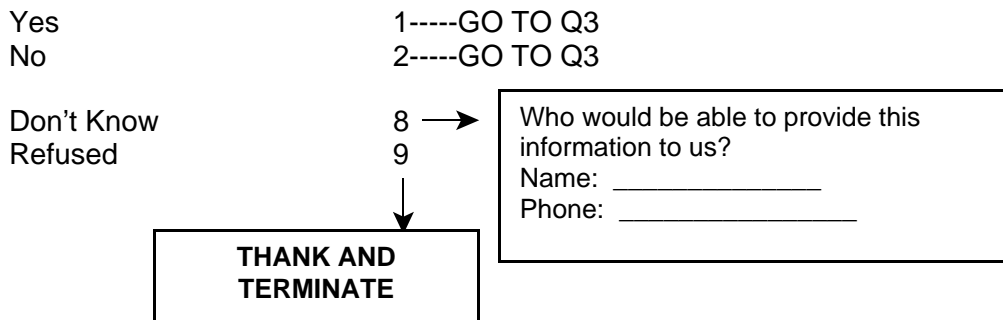 Yes 1-----GO TO Q3
No 2-----GO TO Q3
Don't Know 8
Refused 9
Who would be able to provide this
information to us?
Name: ______________
Phone: ________________
THANK AND
TERMINATE